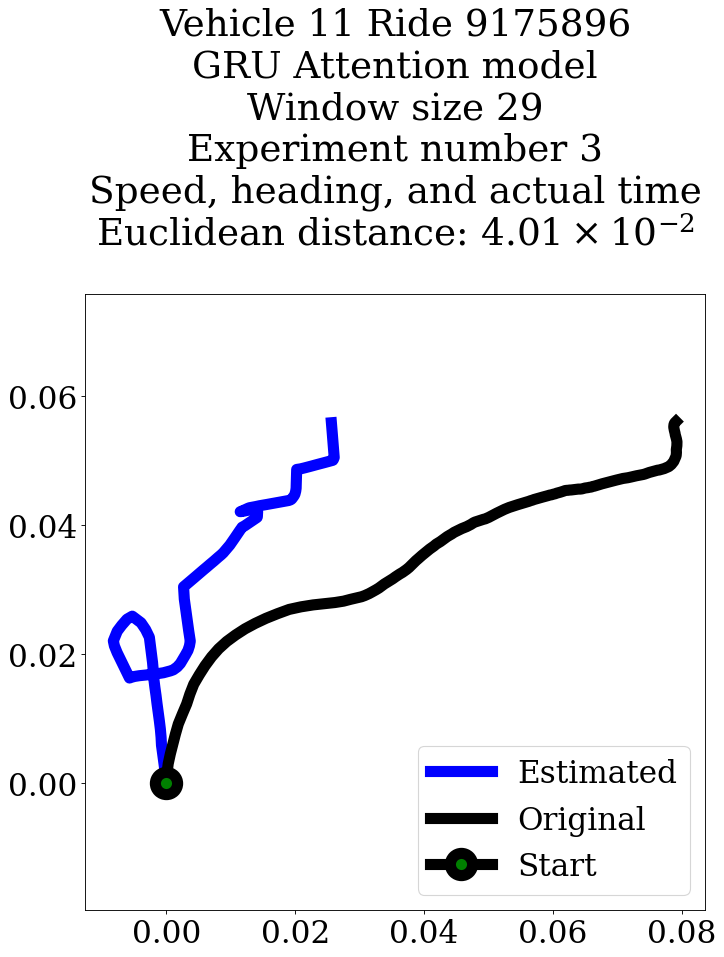 Vehicle 11 Ride 9175896
GRU Attention model
Window size 29
Experiment number 3
Speed, heading, and actual time
Euclidean distance: 4.01 × 10⁻²
0.06
0.04
0.02
0.00
Estimated
Original
Start
0.00 0.02 0.04 0.06 0.08